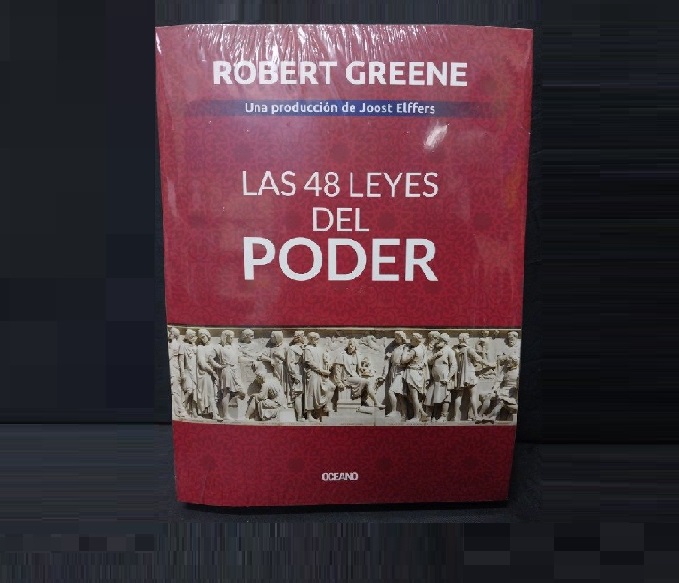 ROBERT GREENE
Una producción de Joost Elffers
LAS 48 LEYES
DEL
PODER
OCEANO